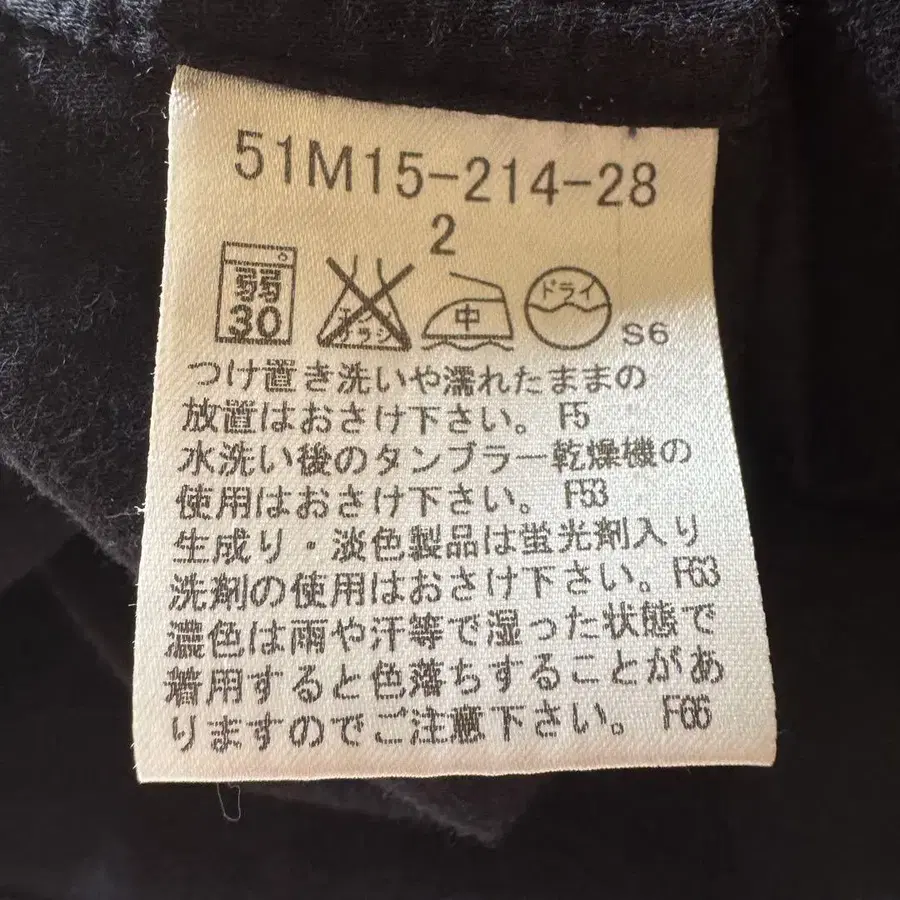 51M15-214-28
2
弱
30
エンソ
サラシ
中
ドライ
S6
つけ置き洗いや濡れたままの
放置はおさけ下さい。F5
水洗い後のタンブラー乾燥機の
使用はおさけ下さい。F53
生成り・淡色製品は蛍光剤入り
洗剤の使用はおさけ下さい。F63
濃色は雨や汗等で湿った状態で
着用すると色落ちすることがあ
りますのでご注意下さい。F66